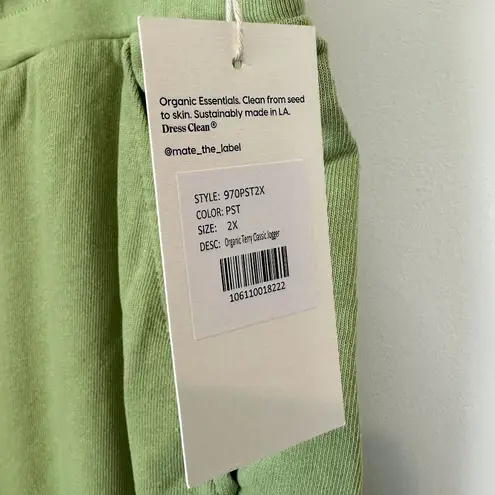 Organic Essentials. Clean from seed
to skin. Sustainably made in LA.
Dress Clean®
@mate_the_label
STYLE: 970PST2X
COLOR: PST
SIZE: 2X
DESC: Organic Terry Classic Jogger
106110018222